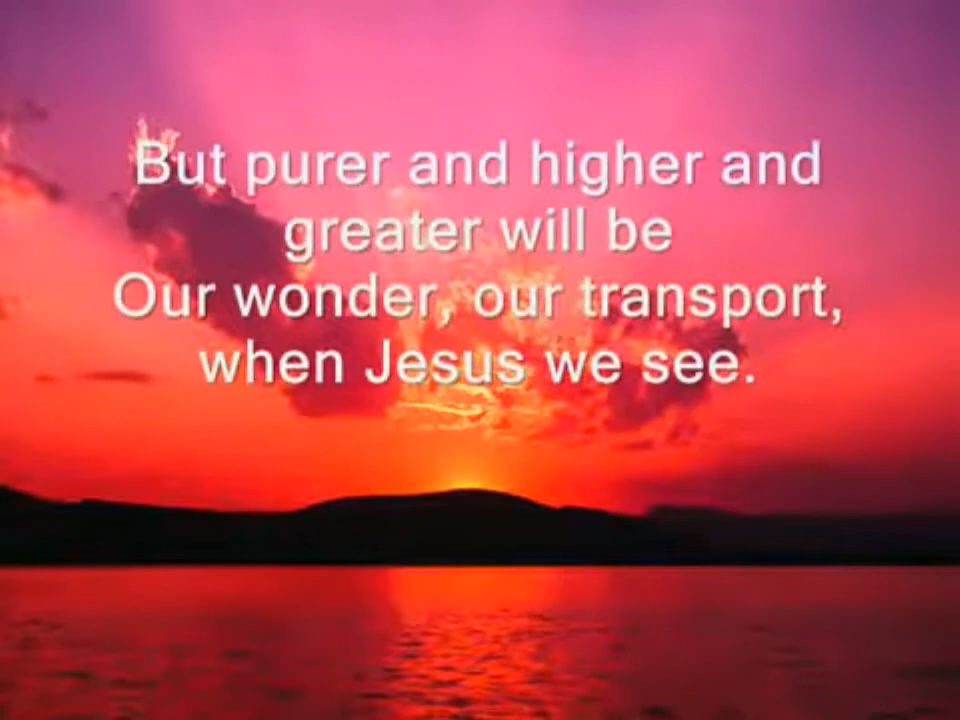 But purer and higher and
greater will be
Our wonder, our transport,
when Jesus we see.